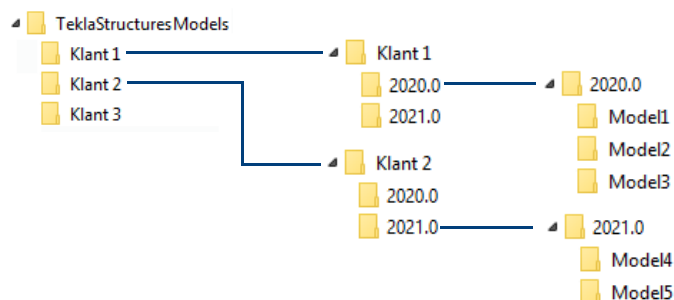 TeklaStructuresModels
Klant 1
Klant 2
Klant 3
Klant 1
2020.0
2021.0
Klant 2
2020.0
2021.0
2020.0
Model1
Model2
Model3
2021.0
Model4
Model5